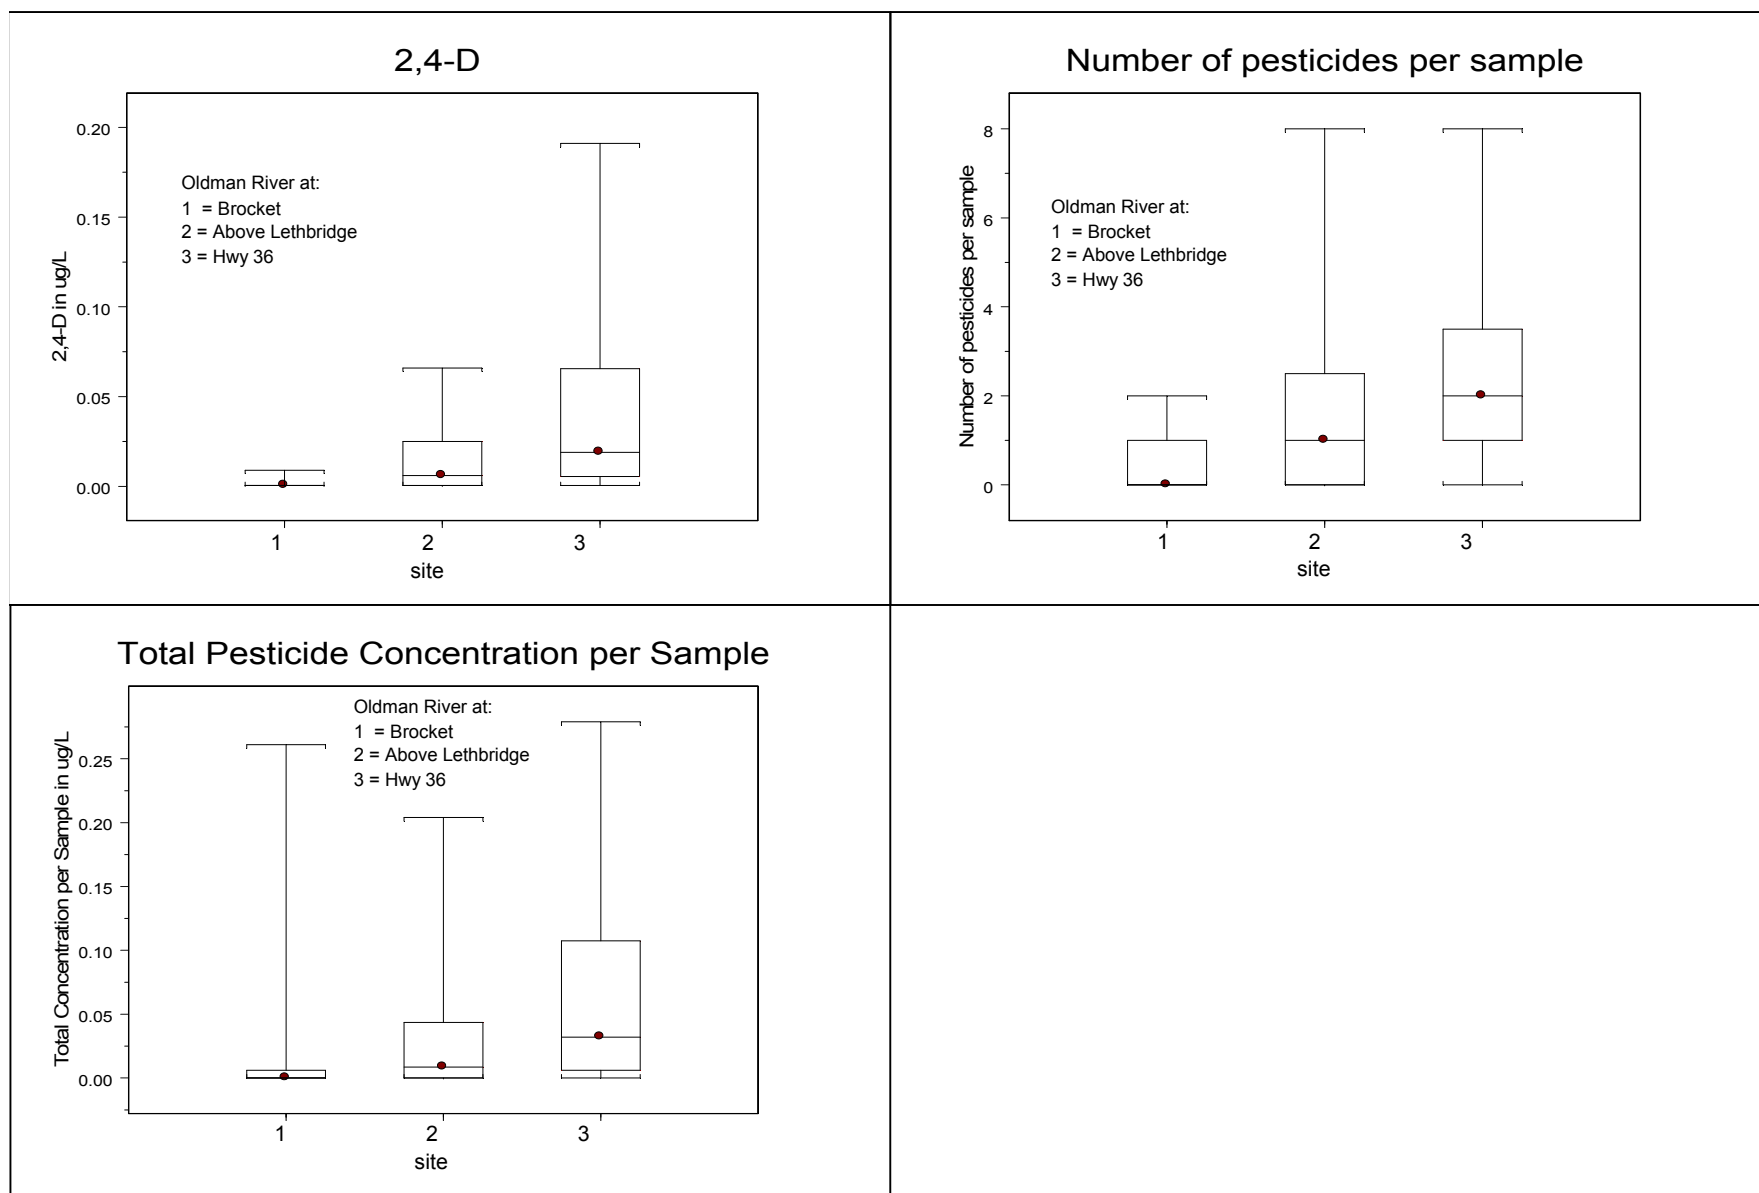 2,4-D
0.20
0.15
0.10
0.05
0.00
2,4-D in ug/L
Oldman River at:
1 = Brocket
2 = Above Lethbridge
3 = Hwy 36
1 2 3
site
Number of pesticides per sample
8
6
4
2
0
Number of pesticides per sample
Oldman River at:
1 = Brocket
2 = Above Lethbridge
3 = Hwy 36
1 2 3
site
Total Pesticide Concentration per Sample
0.25
0.20
0.15
0.10
0.05
0.00
Total Concentration per Sample in ug/L
Oldman River at:
1 = Brocket
2 = Above Lethbridge
3 = Hwy 36
1 2 3
site